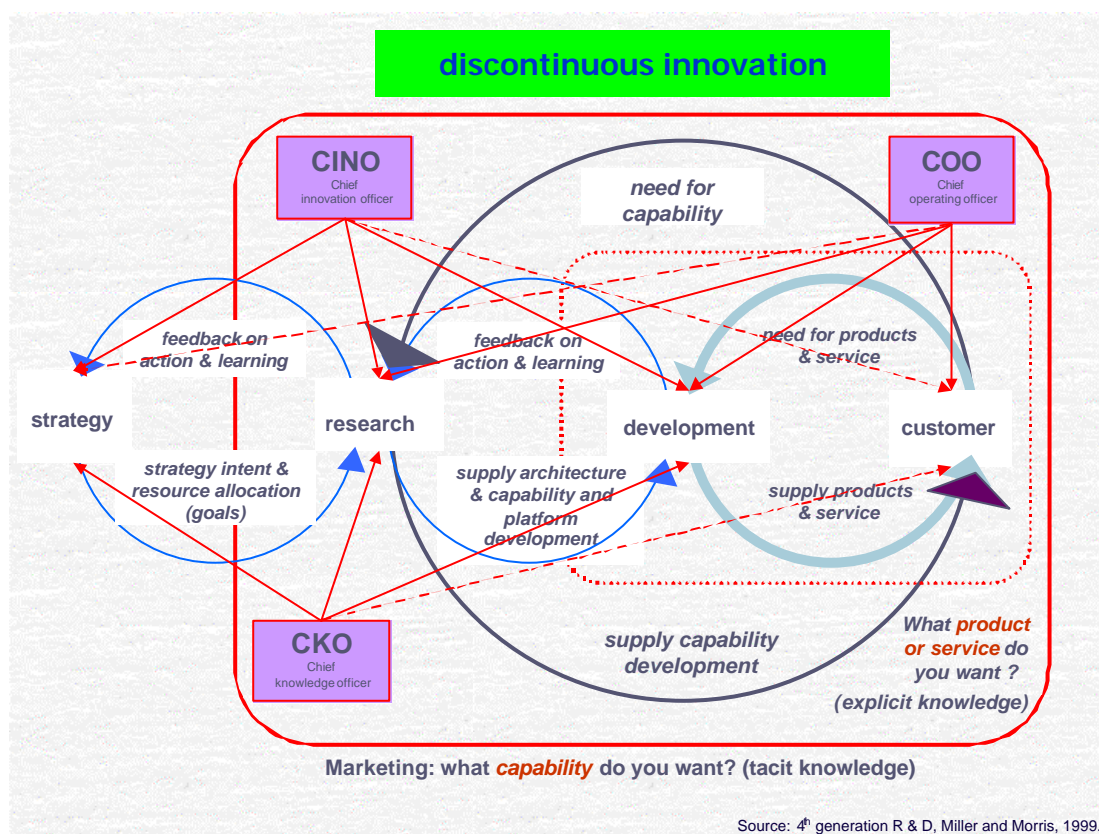 discontinuous innovation
CINO
Chief
innovation officer
COO
Chief
operating officer
need for
capability
feedback on
action & learning
feedback on
action & learning
need for products
& service
strategy
research
development
customer
strategy intent &
resource allocation
(goals)
supply architecture
& capability and
platform
development
supply products
& service
CKO
Chief
knowledge officer
supply capability
development
What product
or service do
you want ?
(explicit knowledge)
Marketing: what capability do you want? (tacit knowledge)
Source: 4th generation R & D, Miller and Morris, 1999.